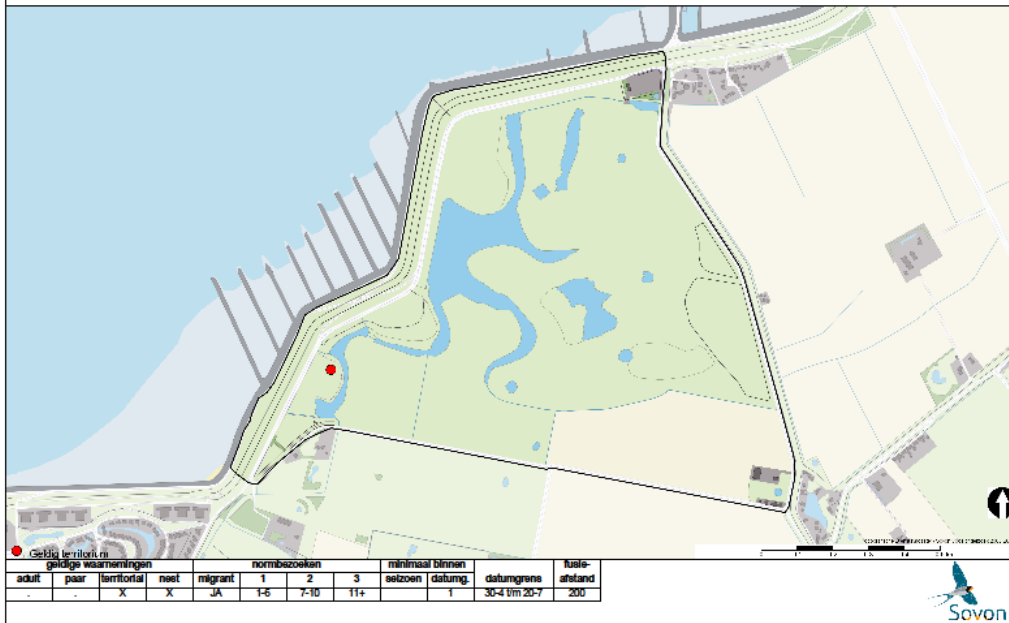 Geldig territorium
geldige waarnemingen normbezoeken minimaal binnen fusie-
adult paar territorial nest migrant 1 2 3 seizoen datumg. datumgrens afstand
. . X X JA 1-6 7-10 11+ 1 30-4 t/m 20-7 200
Sovon